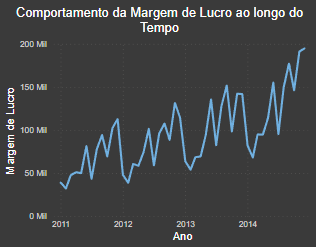 Comportamento da Margem de Lucro ao longo do
Tempo
Margem de Lucro
200 Mil
150 Mil
100 Mil
50 Mil
0 Mil
2011 2012 2013 2014
Ano